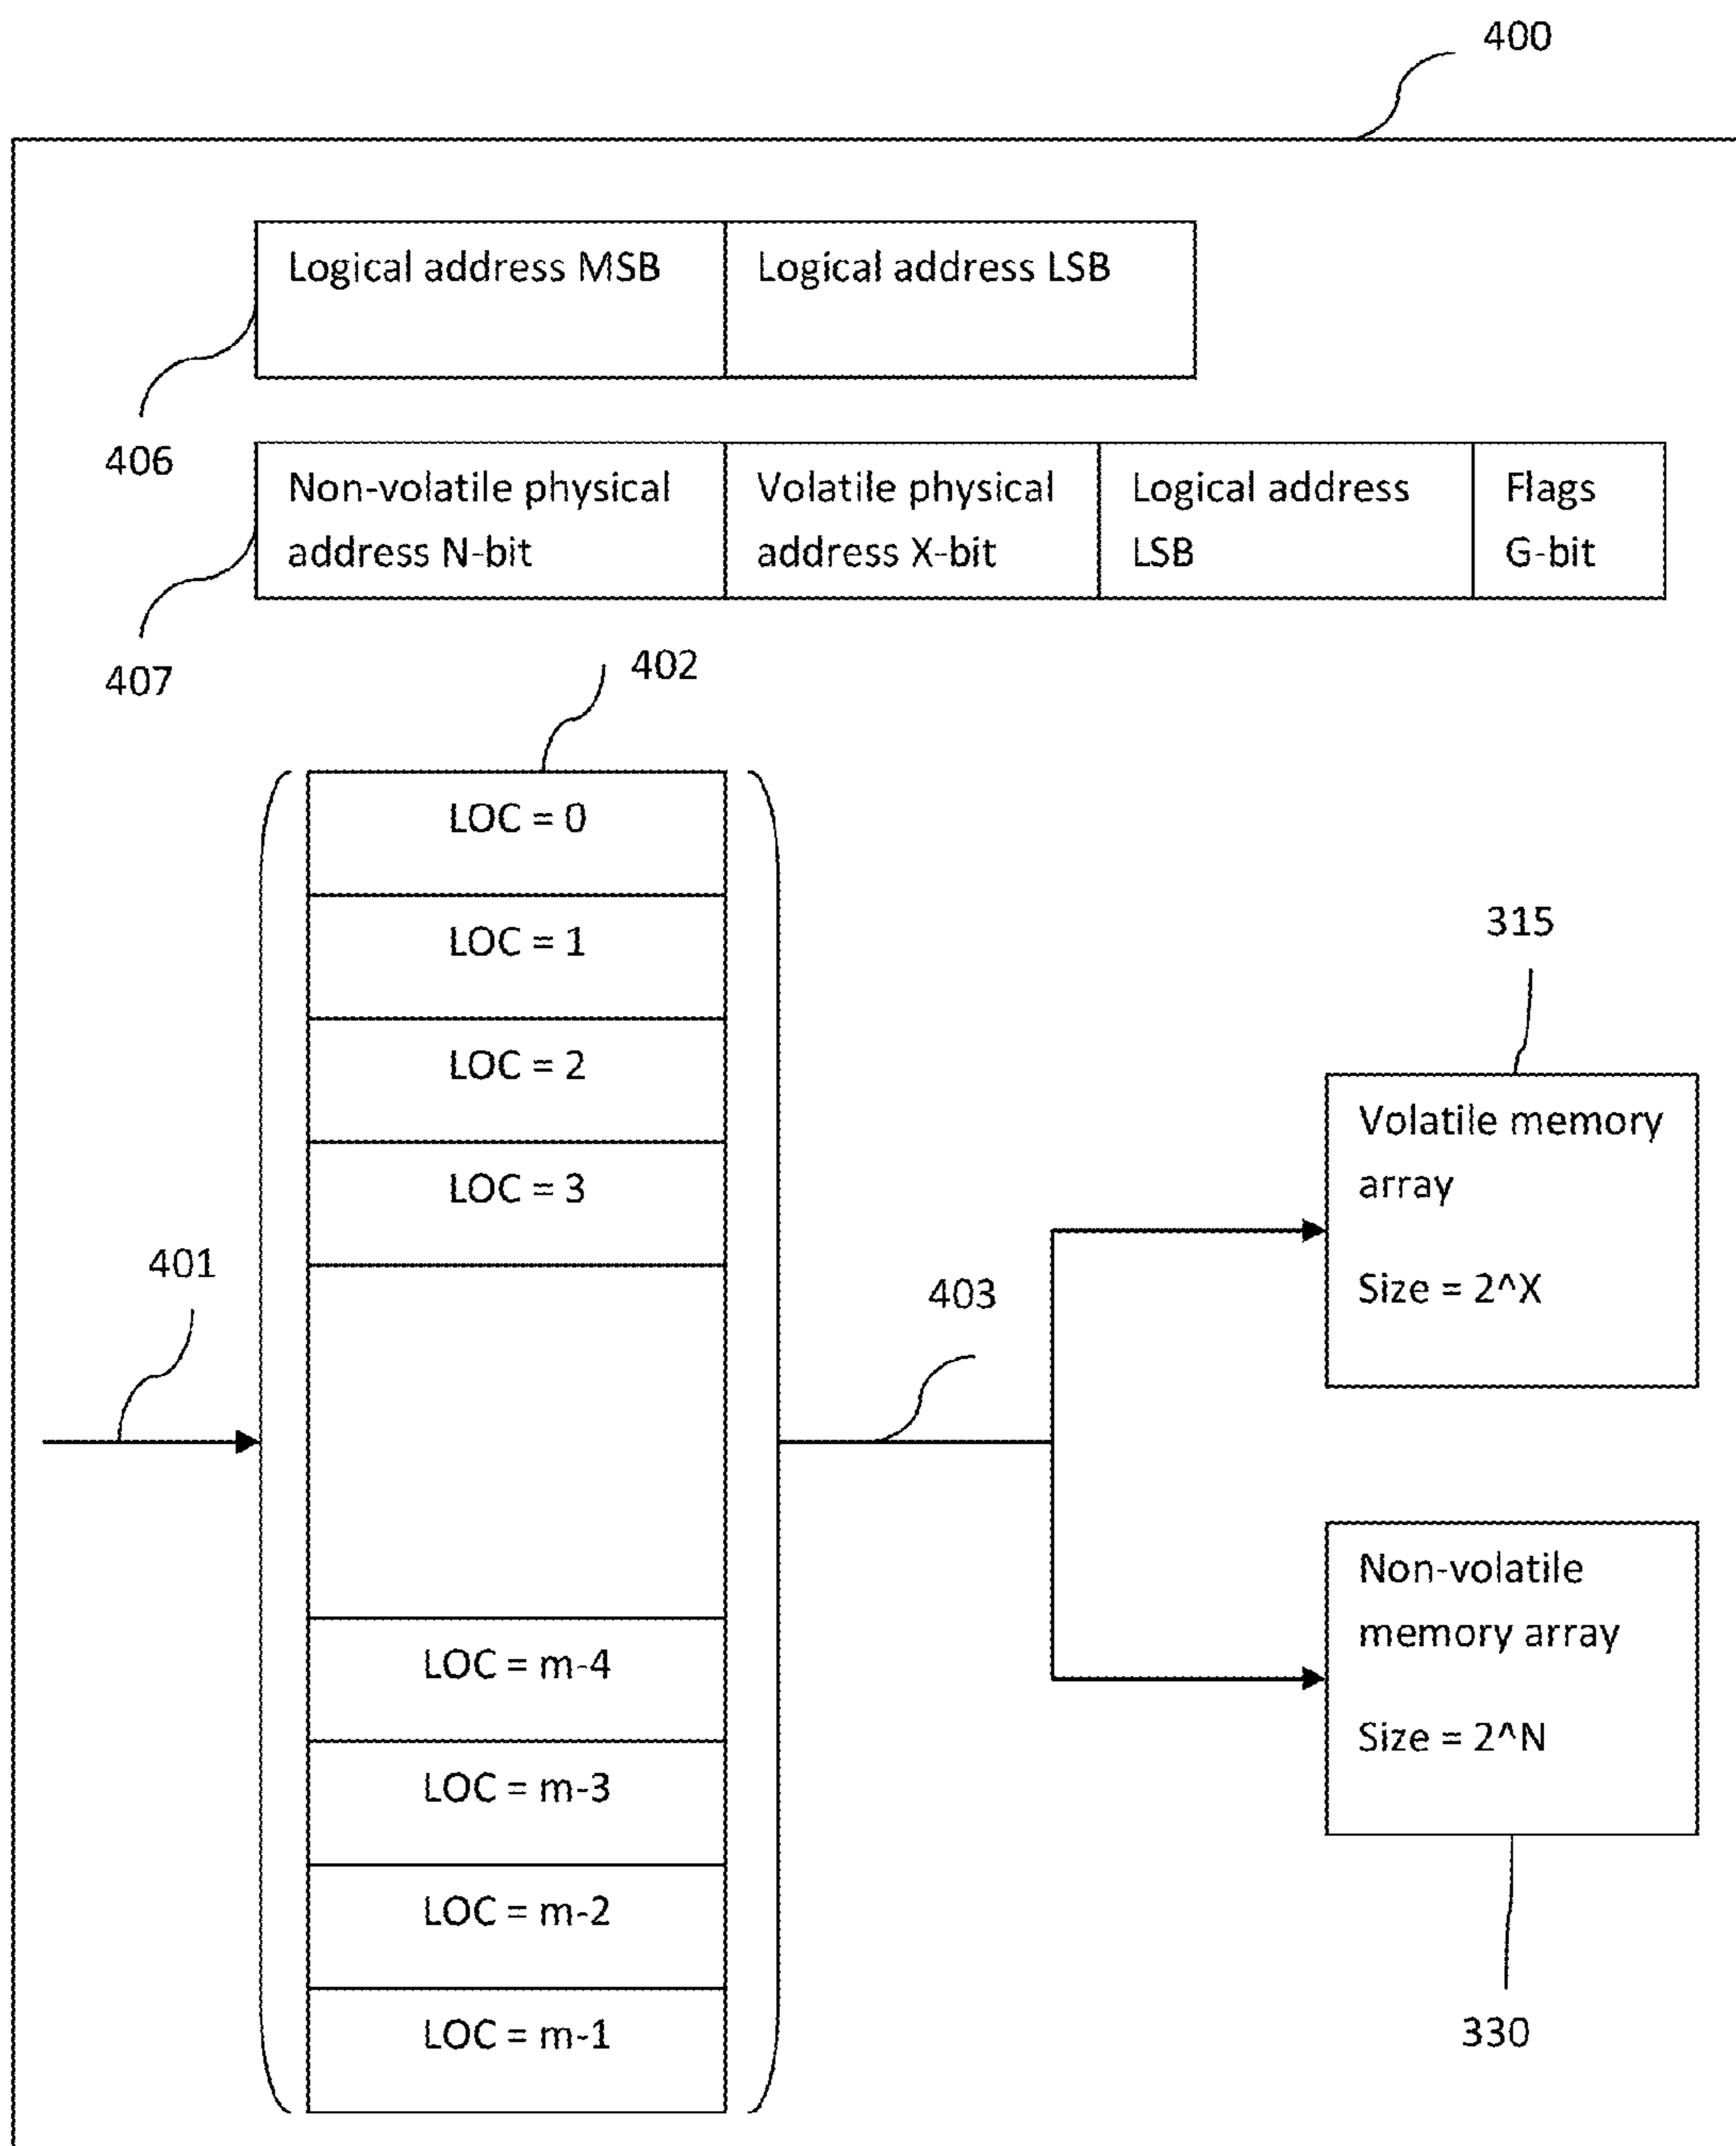 400
Logical address MSB
Logical address LSB
406
Non-volatile physical
address N-bit
Volatile physical
address X-bit
Logical address
LSB
Flags
G-bit
407
402
LOC = 0
LOC = 1
LOC = 2
LOC = 3
401
403
315
Volatile memory
array
Size = 2^X
LOC = m-4
LOC = m-3
LOC = m-2
LOC = m-1
Non-volatile
memory array
Size = 2^N
330